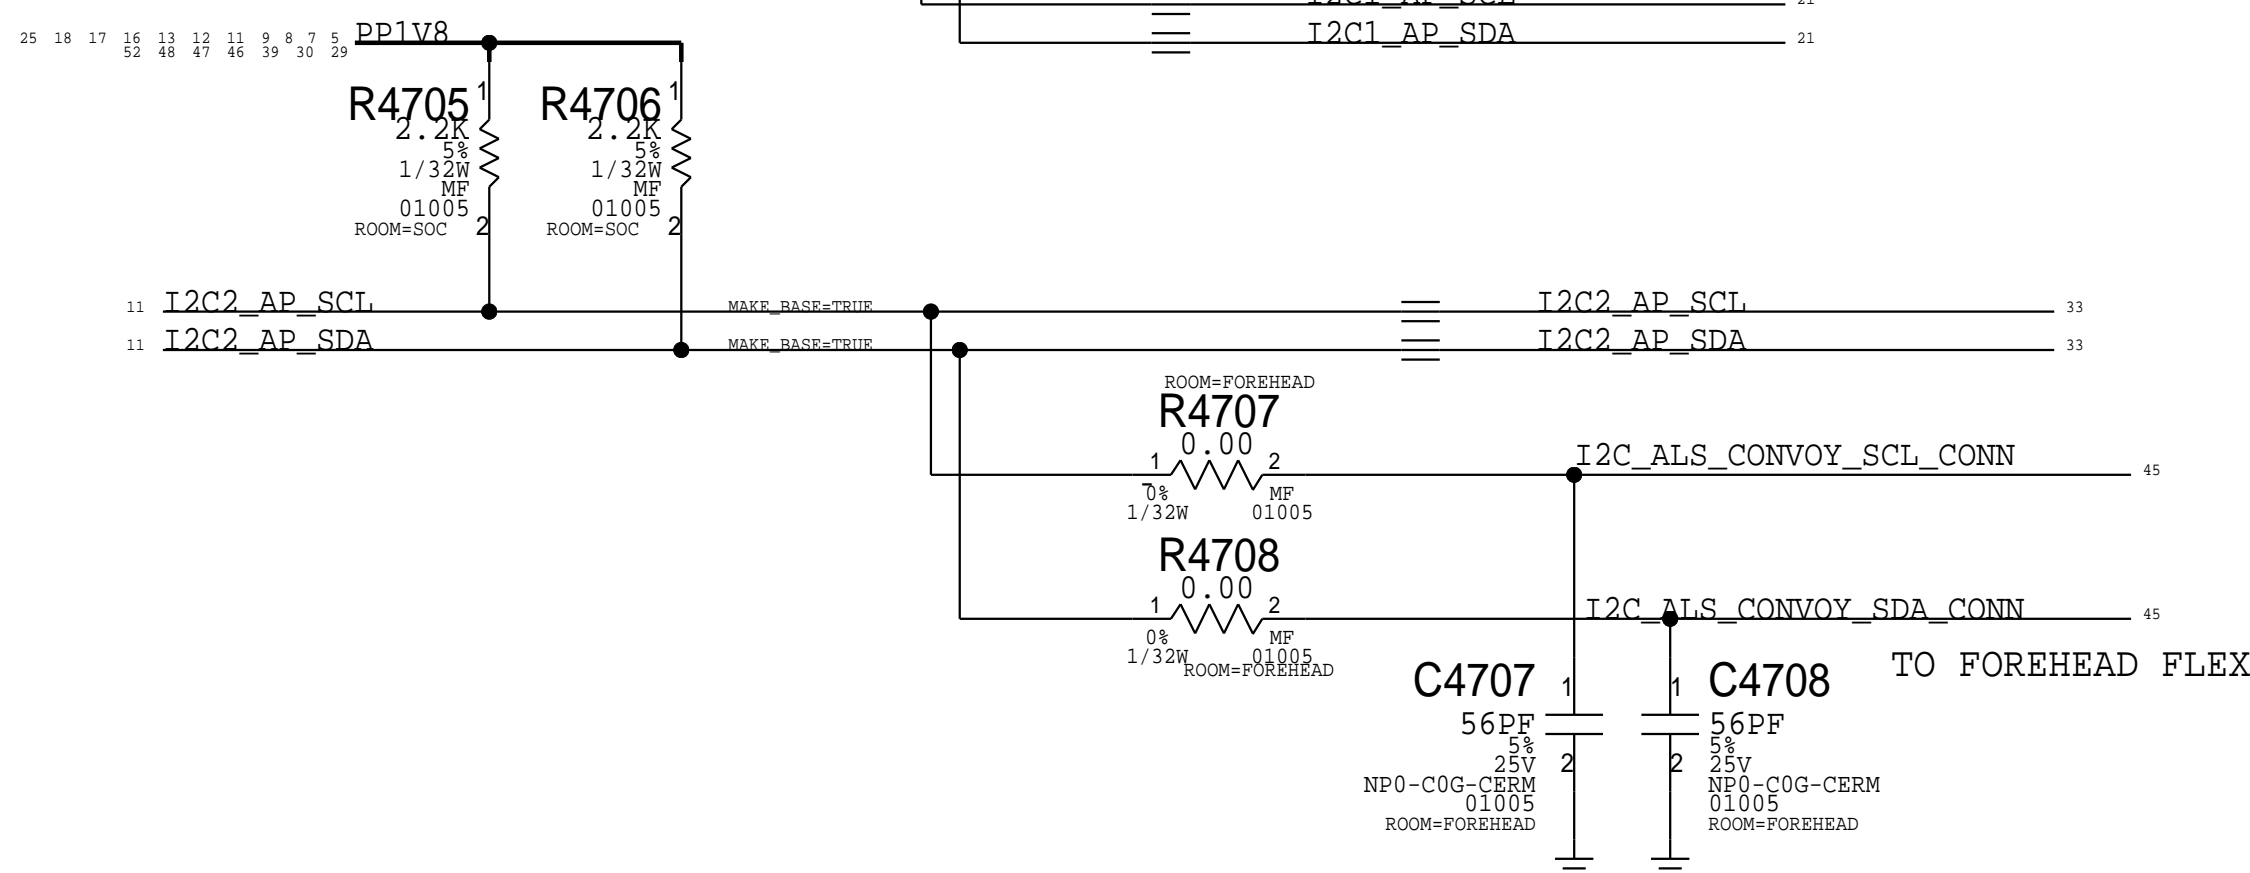 I2C1_AP_SCL 21
I2C1_AP_SDA 21
25 18 17 16 13 12 11 9 8 7 5 PP1V8
52 48 47 46 39 30 29
R4705 1
2.2K
5%
1/32W
MF
01005
ROOM=SOC 2
R4706 1
2.2K
5%
1/32W
MF
01005
ROOM=SOC 2
11 I2C2_AP_SCL MAKE_BASE=TRUE I2C2_AP_SCL 33
11 I2C2_AP_SDA MAKE_BASE=TRUE I2C2_AP_SDA 33
ROOM=FOREHEAD
R4707
0.00
1 2 I2C_ALS_CONVOY_SCL_CONN 45
0% MF
1/32W 01005
R4708
0.00
1 2 I2C_ALS_CONVOY_SDA_CONN 45
0% MF
1/32W 01005
ROOM=FOREHEAD
TO FOREHEAD FLEX
C4707 1
56PF
5%
25V 2
NP0-C0G-CERM
01005
ROOM=FOREHEAD
1 C4708
56PF
5%
2 25V
NP0-C0G-CERM
01005
ROOM=FOREHEAD